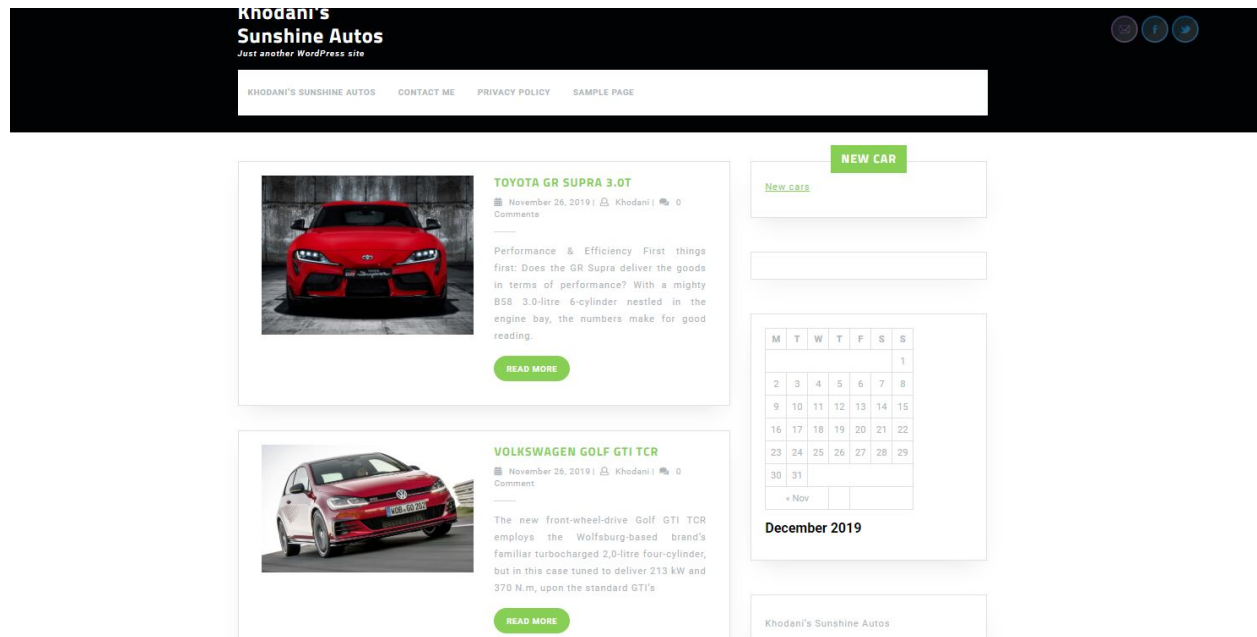 Khodani's
Sunshine Autos
Just another WordPress site
KHODANI'S SUNSHINE AUTOS CONTACT ME PRIVACY POLICY SAMPLE PAGE
TOYOTA GR SUPRA 3.0T
November 26, 2019 | Khodani | 0
Comments
Performance & Efficiency First things
first: Does the GR Supra deliver the goods
in terms of performance? With a mighty
B58 3.0-litre 6-cylinder nestled in the
engine bay, the numbers make for good
reading.
READ MORE
VOLKSWAGEN GOLF GTI TCR
November 26, 2019 | Khodani | 0
Comment
WOB GO 202
The new front-wheel-drive Golf GTI TCR
employs the Wolfsburg-based brand's
familiar turbocharged 2,0-litre four-cylinder,
but in this case tuned to deliver 213 kW and
370 N.m, upon the standard GTI's
READ MORE
NEW CAR
New cars
M T W T F S S
1
2 3 4 5 6 7 8
9 10 11 12 13 14 15
16 17 18 19 20 21 22
23 24 25 26 27 28 29
30 31
« Nov
December 2019
Khodani's Sunshine Autos